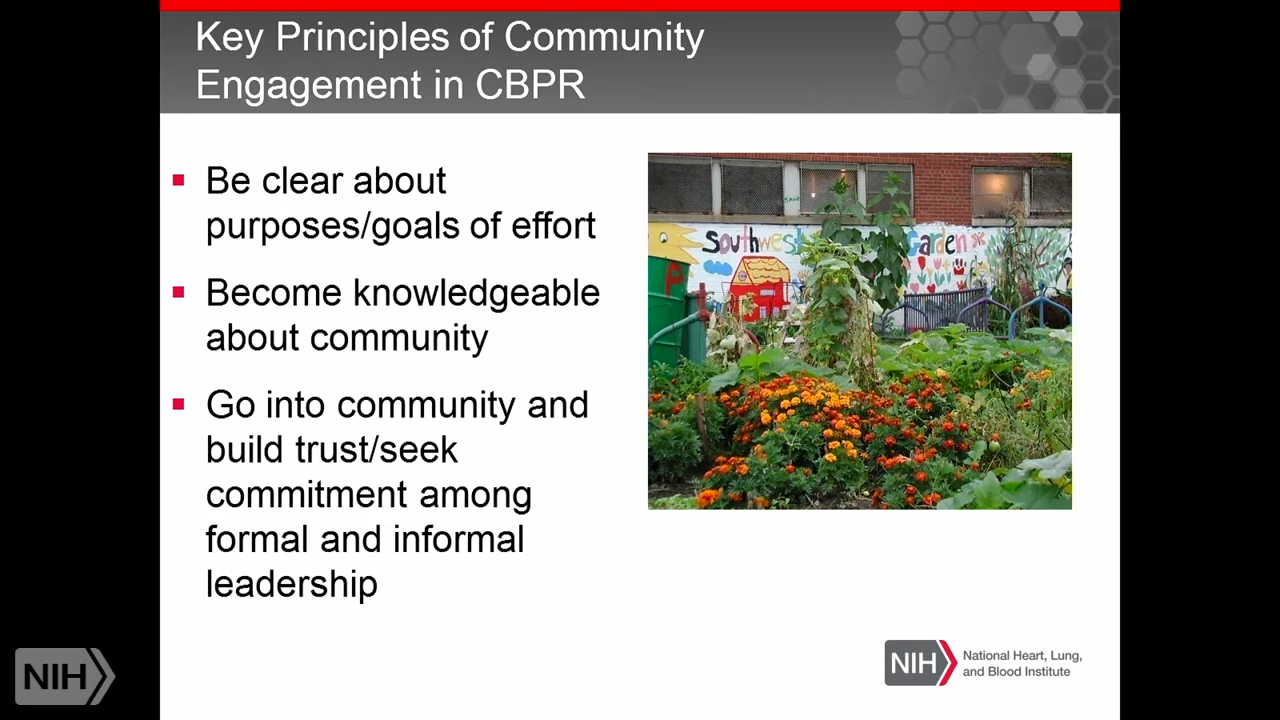 Key Principles of Community
Engagement in CBPR
▪ Be clear about
purposes/goals of effort
▪ Become knowledgeable
about community
▪ Go into community and
build trust/seek
commitment among
formal and informal
leadership
Southwest Garden
NIH National Heart, Lung,
and Blood Institute
NIH